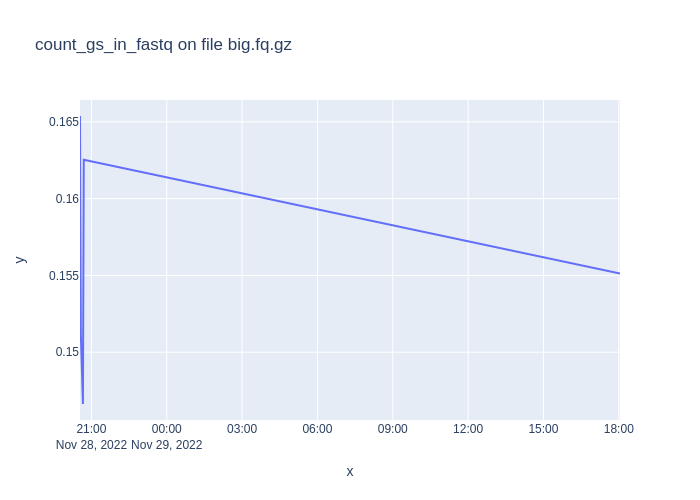 count_gs_in_fastq on file big.fq.gz
0.165
0.16
0.155
0.15
y
21:00 00:00 03:00 06:00 09:00 12:00 15:00 18:00
Nov 28, 2022 Nov 29, 2022
x